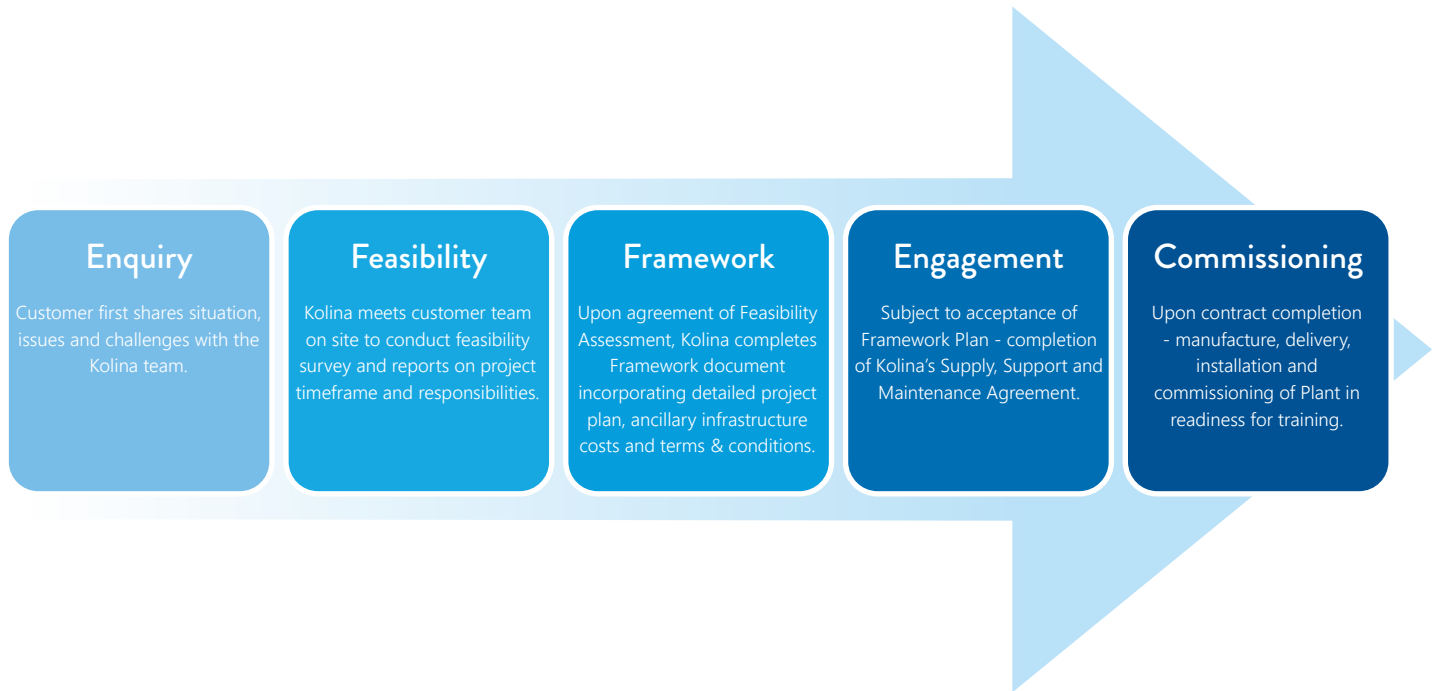 Enquiry
Customer first shares situation,
issues and challenges with the
Kolina team.
Feasibility
Kolina meets customer team
on site to conduct feasibility
survey and reports on project
timeframe and responsibilities.
Framework
Upon agreement of Feasibility
Assessment, Kolina completes
Framework document
incorporating detailed project
plan, ancillary infrastructure
costs and terms & conditions.
Engagement
Subject to acceptance of
Framework Plan - completion
of Kolina’s Supply, Support and
Maintenance Agreement.
Commissioning
Upon contract completion
- manufacture, delivery,
installation and
commissioning of Plant in
readiness for training.